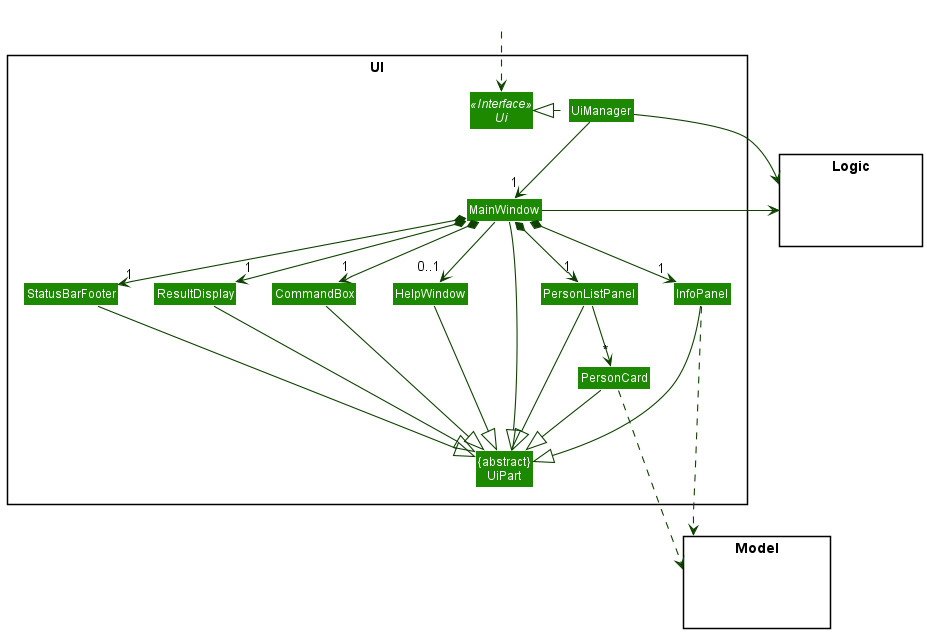 UI
«Interface»
Ui
UiManager
Logic
1
MainWindow
1
1
1
0..1
1
1
StatusBarFooter
ResultDisplay
CommandBox
HelpWindow
PersonListPanel
InfoPanel
*
PersonCard
{abstract}
UiPart
Model